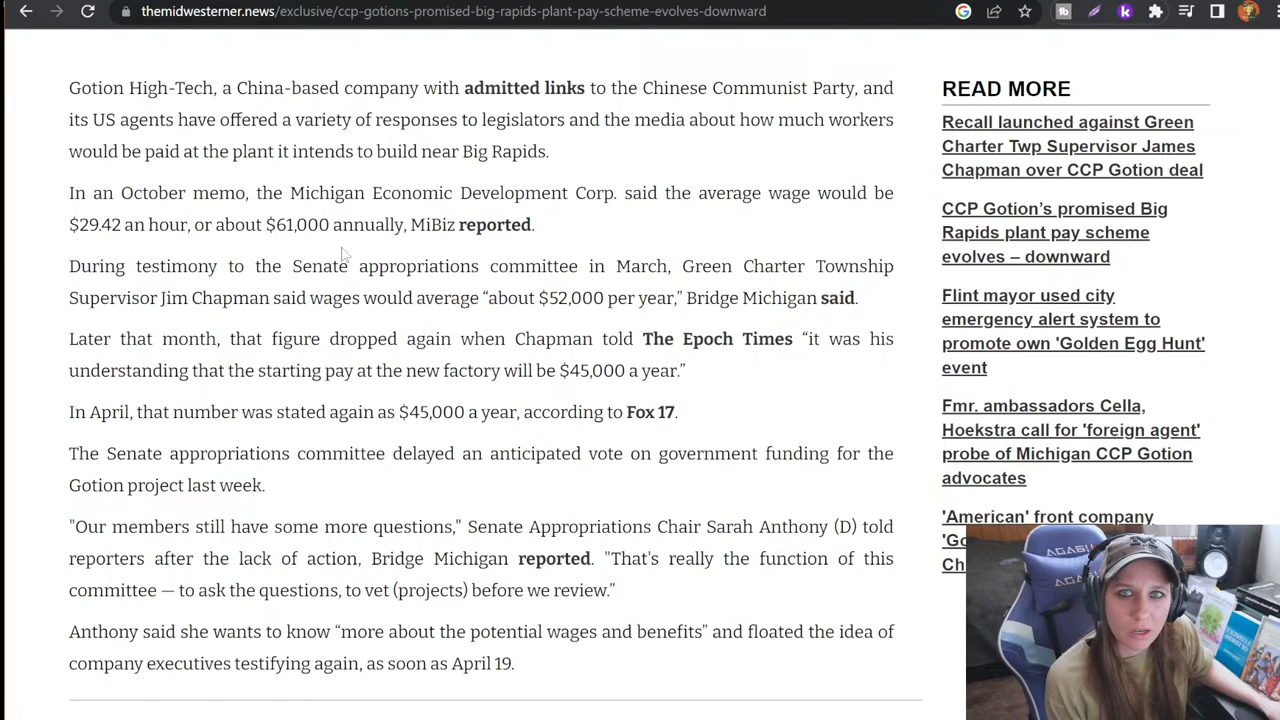 themidwesterner.news/exclusive/ccp-gotions-promised-big-rapids-plant-pay-scheme-evolves-downward
Gotion High-Tech, a China-based company with admitted links to the Chinese Communist Party, and
its US agents have offered a variety of responses to legislators and the media about how much workers
would be paid at the plant it intends to build near Big Rapids.
In an October memo, the Michigan Economic Development Corp. said the average wage would be
$29.42 an hour, or about $61,000 annually, MiBiz reported.
During testimony to the Senate appropriations committee in March, Green Charter Township
Supervisor Jim Chapman said wages would average “about $52,000 per year,” Bridge Michigan said.
Later that month, that figure dropped again when Chapman told The Epoch Times “it was his
understanding that the starting pay at the new factory will be $45,000 a year.”
In April, that number was stated again as $45,000 a year, according to Fox 17.
The Senate appropriations committee delayed an anticipated vote on government funding for the
Gotion project last week.
"Our members still have some more questions," Senate Appropriations Chair Sarah Anthony (D) told
reporters after the lack of action, Bridge Michigan reported. "That's really the function of this
committee — to ask the questions, to vet (projects) before we review.”
Anthony said she wants to know “more about the potential wages and benefits” and floated the idea of
company executives testifying again, as soon as April 19.
READ MORE
Recall launched against Green
Charter Twp Supervisor James
Chapman over CCP Gotion deal
CCP Gotion’s promised Big
Rapids plant pay scheme
evolves – downward
Flint mayor used city
emergency alert system to
promote own 'Golden Egg Hunt'
event
Fmr. ambassadors Cella,
Hoekstra call for 'foreign agent'
probe of Michigan CCP Gotion
advocates
'American' front company
'Go
Ch
AGASU